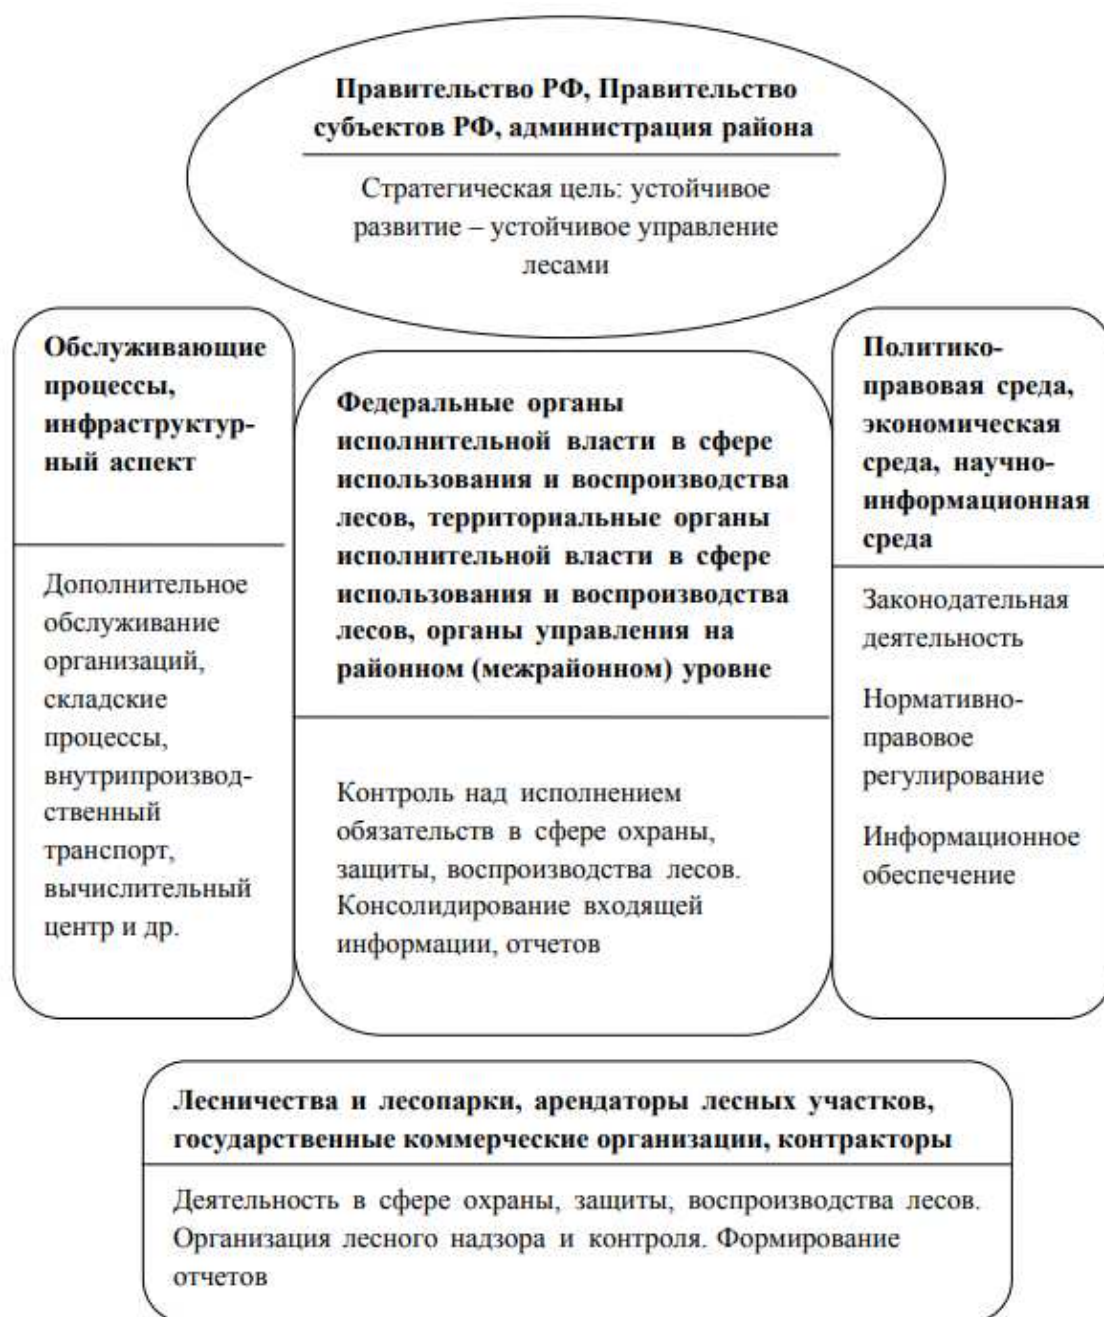 Правительство РФ, Правительство
субъектов РФ, администрация района
Стратегическая цель: устойчивое
развитие – устойчивое управление
лесами
Обслуживающие
процессы,
инфраструктур-
ный аспект
Дополнительное
обслуживание
организаций,
складские
процессы,
внутрипроизвод-
ственный
транспорт,
вычислительный
центр и др.
Федеральные органы
исполнительной власти в сфере
использования и воспроизводства
лесов, территориальные органы
исполнительной власти в сфере
использования и воспроизводства
лесов, органы управления на
районном (межрайонном) уровне
Контроль над исполнением
обязательств в сфере охраны,
защиты, воспроизводства лесов.
Консолидирование входящей
информации, отчетов
Политико-
правовая среда,
экономическая
среда, научно-
информационная
среда
Законодательная
деятельность
Нормативно-
правовое
регулирование
Информационное
обеспечение
Лесничества и лесопарки, арендаторы лесных участков,
государственные коммерческие организации, контракторы
Деятельность в сфере охраны, защиты, воспроизводства лесов.
Организация лесного надзора и контроля. Формирование
отчетов